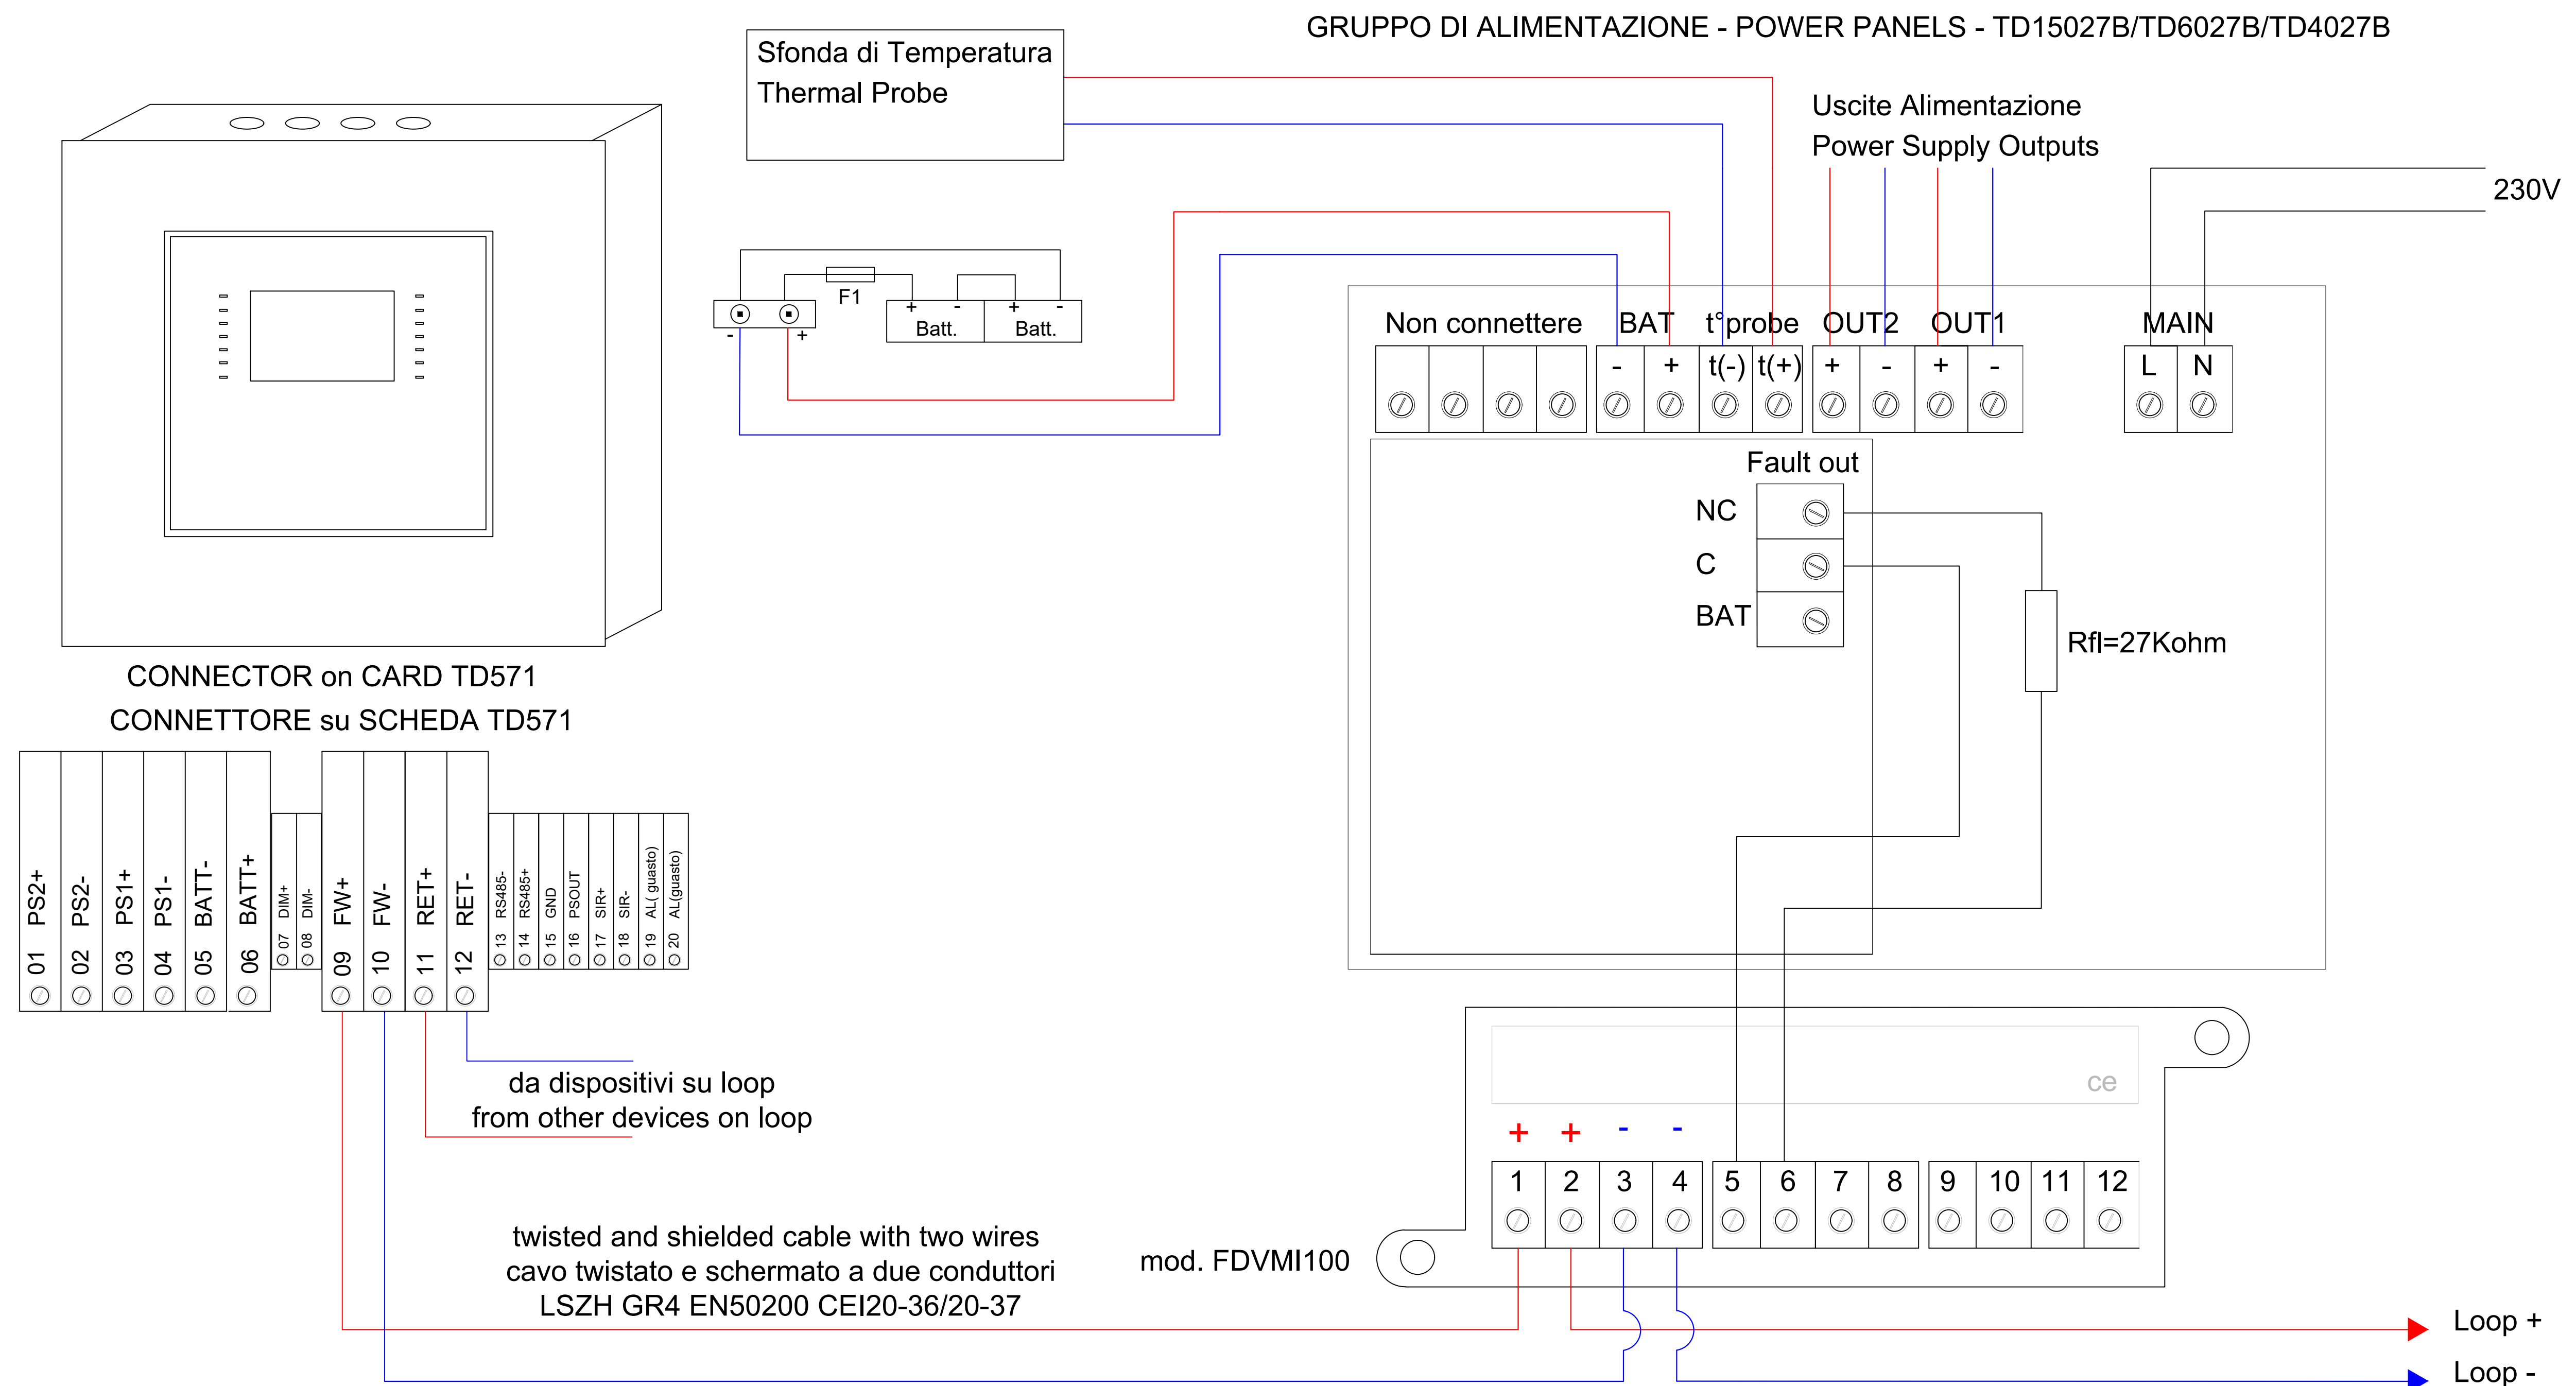 GRUPPO DI ALIMENTAZIONE - POWER PANELS - TD15027B/TD6027B/TD4027B
Sfonda di Temperatura
Thermal Probe
Uscite Alimentazione
Power Supply Outputs
230V
F1
+ - + -
Batt. Batt.
- +
Non connettere BAT t°probe OUT2 OUT1 MAIN
- + t(-) t(+) + - + - L N
Fault out
NC
C
BAT
Rfl=27Kohm
CONNECTOR on CARD TD571
CONNETTORE su SCHEDA TD571
01 PS2+
02 PS2-
03 PS1+
04 PS1-
05 BATT-
06 BATT+
07 DIM+
08 DIM-
09 FW+
10 FW-
11 RET+
12 RET-
13 RS485-
14 RS485+
15 GND
16 PSOUT
17 SIR+
18 SIR-
19 AL( guasto)
20 AL(guasto)
da dispositivi su loop
from other devices on loop
ce
+ + - -
1 2 3 4 5 6 7 8 9 10 11 12
mod. FDVMI100
twisted and shielded cable with two wires
cavo twistato e schermato a due conduttori
LSZH GR4 EN50200 CEI20-36/20-37
Loop +
Loop -